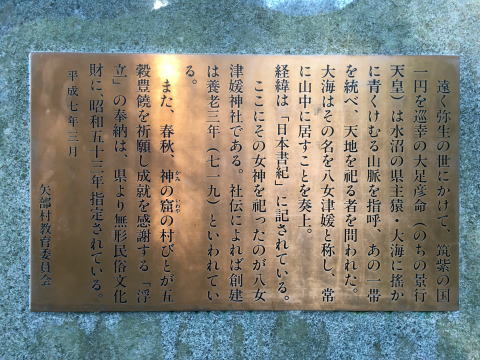 遠く弥生の世にかけて、筑紫の国
一円を巡幸の大足彦命（のちの景行
天皇）は水沼の県主猿・大海に遙か
に青くけむる山脈を指呼、あの一帯
を統べ、天地を祀る者を問われた。
大海はその名を八女津媛と称し、常
に山中に居すことを奏上。
経緯は「日本書紀」に記されている。
ここにその女神を祀ったのが八女
津媛神社である。社伝によれば創建
は養老三年（七一九）といわれてい
る。
また、春秋、神の窟の村びとが五
穀豊饒を祈願し成就を感謝する「浮
立」の奉納は、県より無形民俗文化
財に、昭和五十三年指定されている。
平成七年三月
矢部村教育委員会